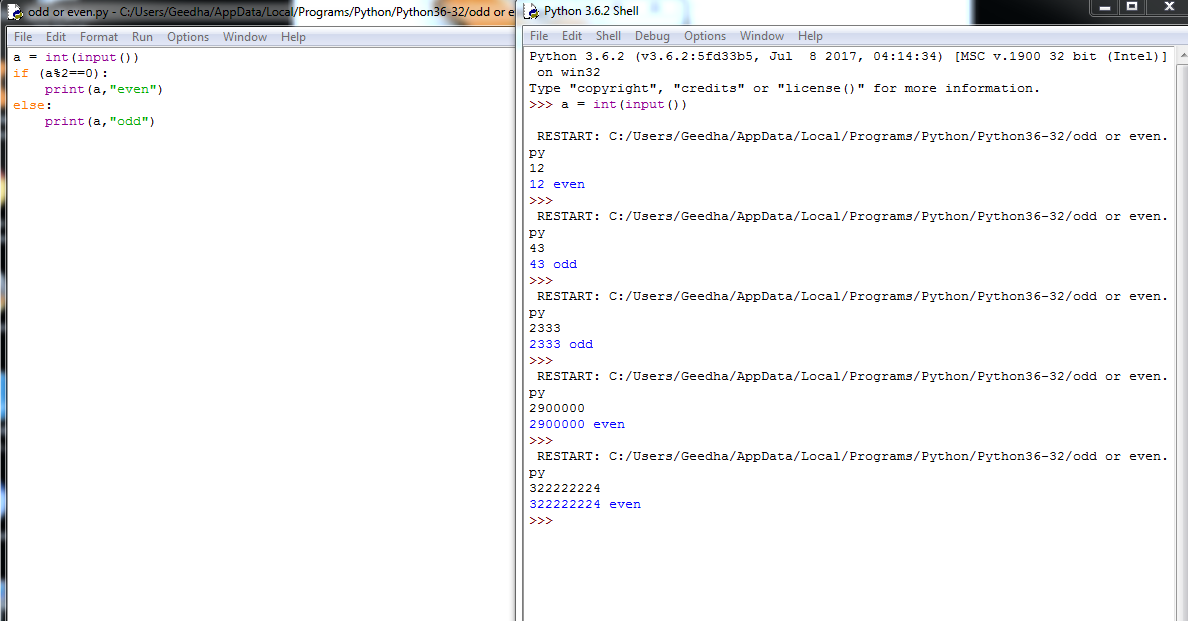 odd or even.py - C:/Users/Geedha/AppData/Local/Programs/Python/Python36-32/odd or e
File Edit Format Run Options Window Help
a = int(input())
if (a%2==0):
    print(a,"even")
else:
    print(a,"odd")
Python 3.6.2 Shell
File Edit Shell Debug Options Window Help
Python 3.6.2 (v3.6.2:5fd33b5, Jul  8 2017, 04:14:34) [MSC v.1900 32 bit (Intel)]
 on win32
Type "copyright", "credits" or "license()" for more information.
>>> a = int(input())
 RESTART: C:/Users/Geedha/AppData/Local/Programs/Python/Python36-32/odd or even.
py
12
12 even
>>>
 RESTART: C:/Users/Geedha/AppData/Local/Programs/Python/Python36-32/odd or even.
py
43
43 odd
>>>
 RESTART: C:/Users/Geedha/AppData/Local/Programs/Python/Python36-32/odd or even.
py
2333
2333 odd
>>>
 RESTART: C:/Users/Geedha/AppData/Local/Programs/Python/Python36-32/odd or even.
py
2900000
2900000 even
>>>
 RESTART: C:/Users/Geedha/AppData/Local/Programs/Python/Python36-32/odd or even.
py
322222224
322222224 even
>>>